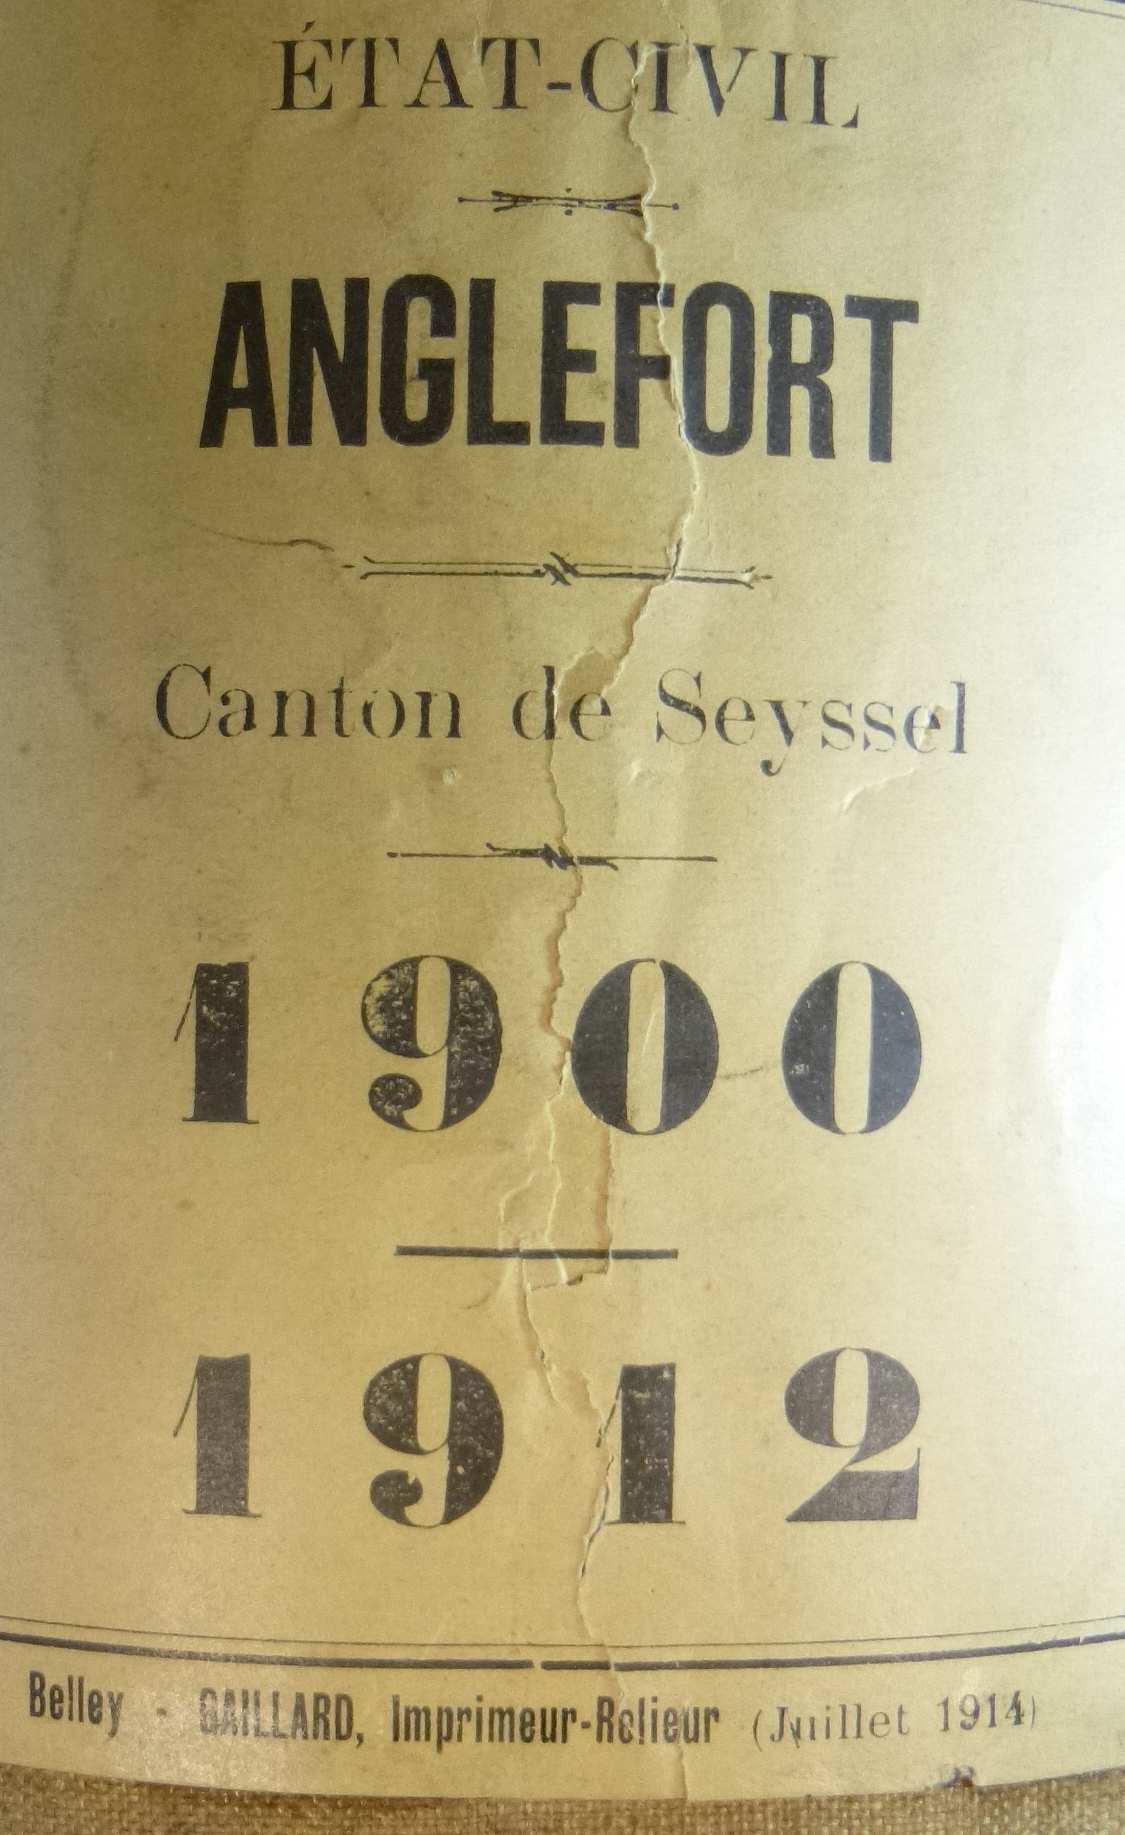 ÉTAT-CIVIL
ANGLEFORT
Canton de Seyssel
1900
1912
Belley - GAILLARD, Imprimeur-Relieur (Juillet 1914)